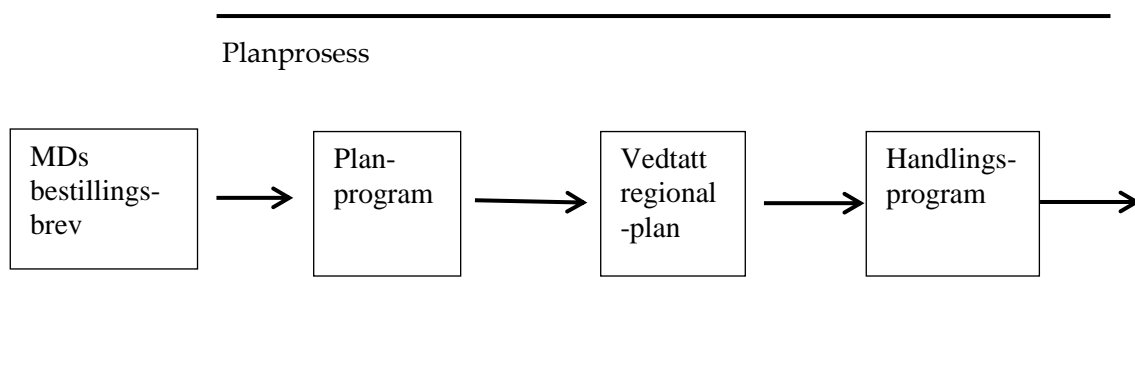 Planprosess
MDs
bestillings-
brev
Plan-
program
Vedtatt
regional
-plan
Handlings-
program